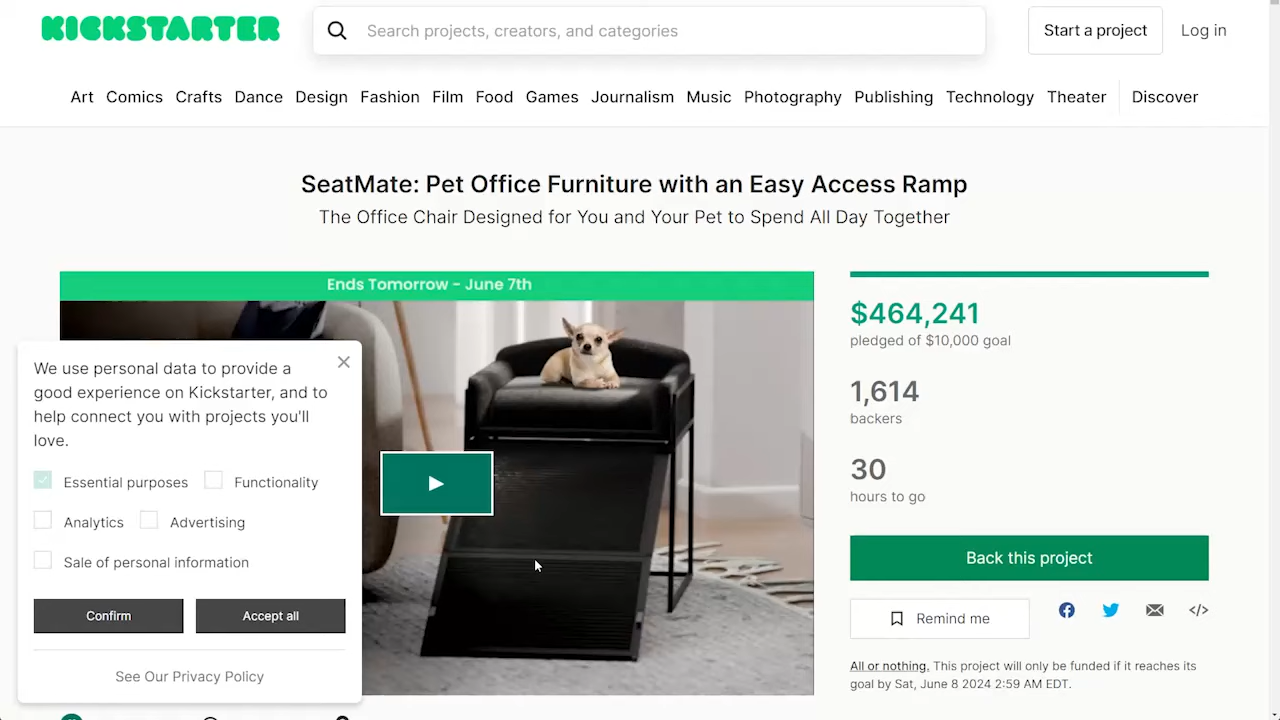 KICKSTARTER
Search projects, creators, and categories
Start a project
Log in
Art Comics Crafts Dance Design Fashion Film Food Games Journalism Music Photography Publishing Technology Theater Discover
SeatMate: Pet Office Furniture with an Easy Access Ramp
The Office Chair Designed for You and Your Pet to Spend All Day Together
Ends Tomorrow - June 7th
We use personal data to provide a
good experience on Kickstarter, and to
help connect you with projects you'll
love.
Essential purposes Functionality
Analytics Advertising
Sale of personal information
Confirm Accept all
See Our Privacy Policy
$464,241
pledged of $10,000 goal
1,614
backers
30
hours to go
Back this project
Remind me
All or nothing. This project will only be funded if it reaches its
goal by Sat, June 8 2024 2:59 AM EDT.